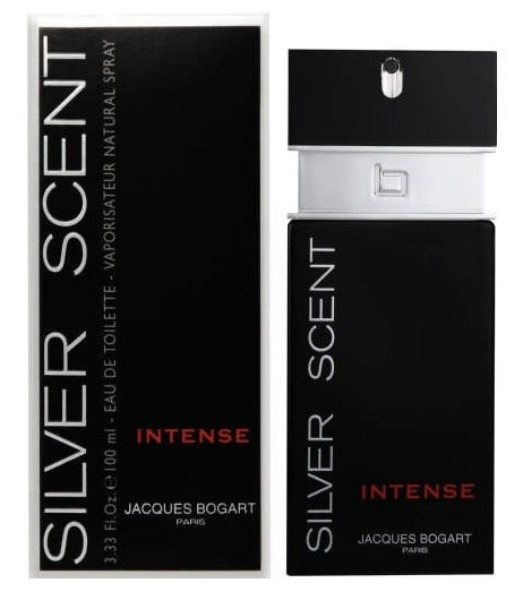 SILVER SCENT
3.33 Fl.Oz. ℮ 100 ml - EAU DE TOILETTE - VAPORISATEUR NATURAL SPRAY
INTENSE
JACQUES BOGART
PARIS
b
SILVER SCENT
INTENSE
JACQUES BOGART
PARIS